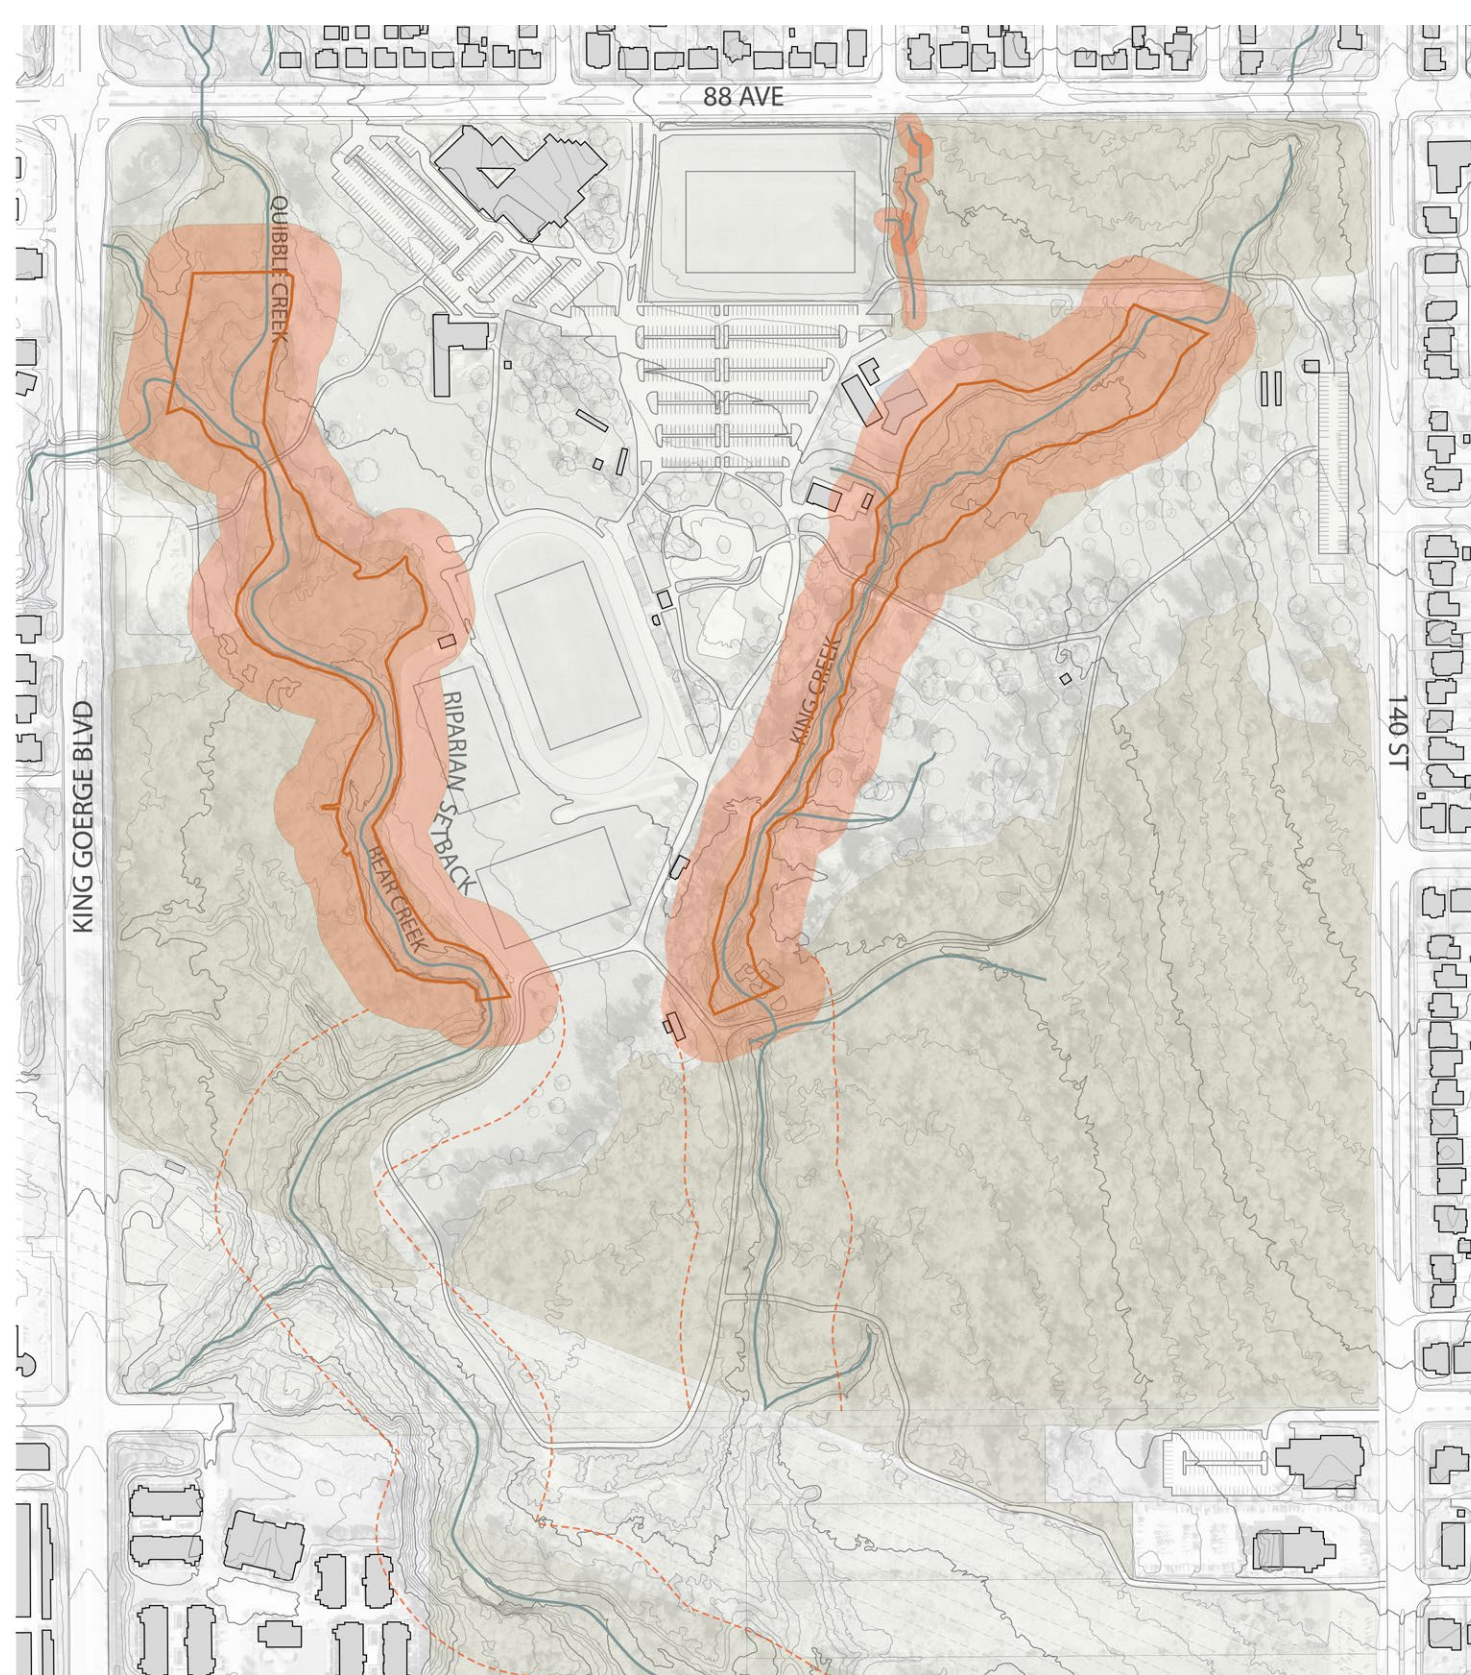 88 AVE
QUIBBLE CREEK
KING GOERGE BLVD
RIPARIAN SETBACK
KING CREEK
140 ST
BEAR CREEK